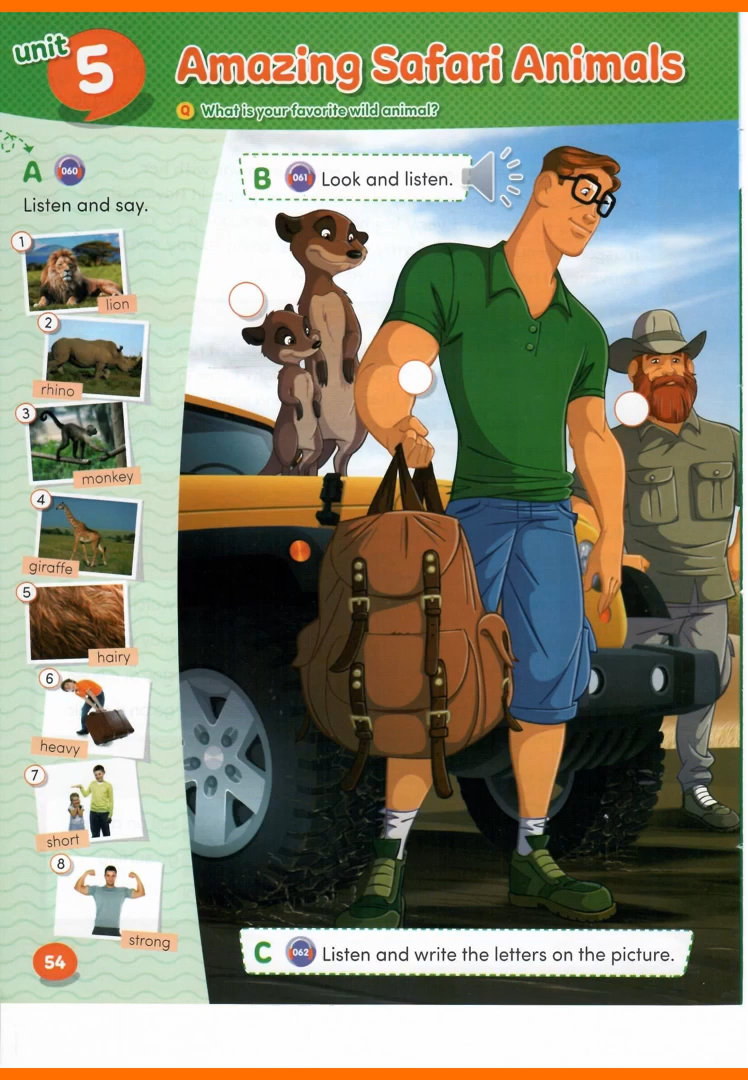 unit 5
Amazing Safari Animals
Q What is your favorite wild animal?
A 060
Listen and say.
1
lion
2
rhino
3
monkey
4
giraffe
5
hairy
6
heavy
7
short
8
strong
54
B 061 Look and listen.
C 062 Listen and write the letters on the picture.